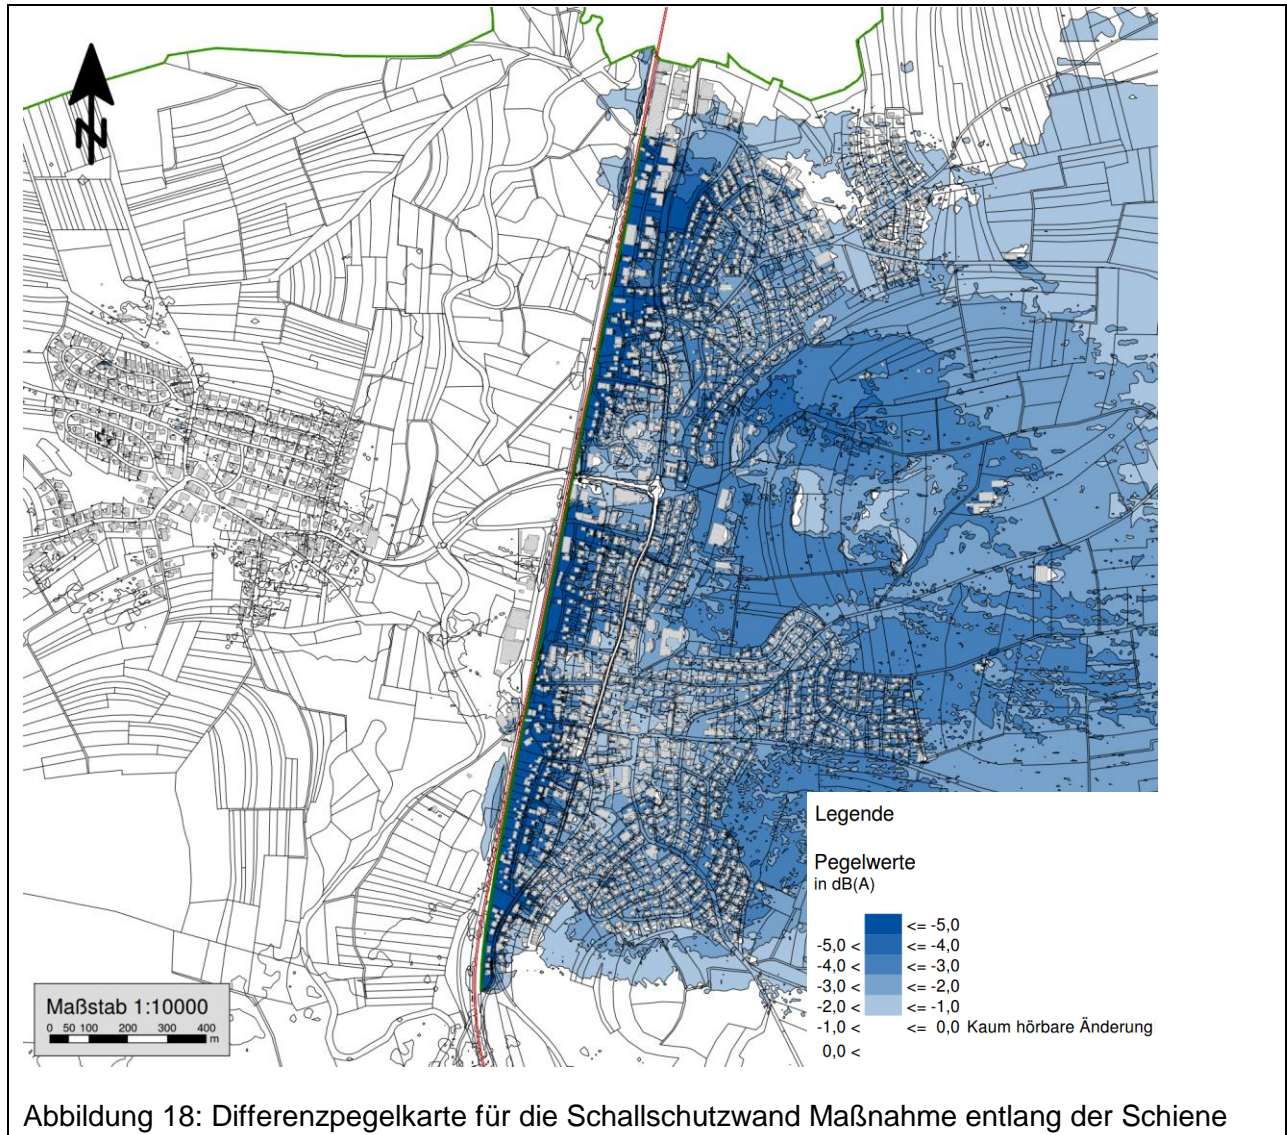 N
Legende
Pegelwerte
in dB(A)
<= -5,0
-5,0 < <= -4,0
-4,0 < <= -3,0
-3,0 < <= -2,0
-2,0 < <= -1,0
-1,0 < <= 0,0 Kaum hörbare Änderung
0,0 <
Maßstab 1:10000
0 50 100 200 300 400
m
Abbildung 18: Differenzpegelkarte für die Schallschutzwand Maßnahme entlang der Schiene